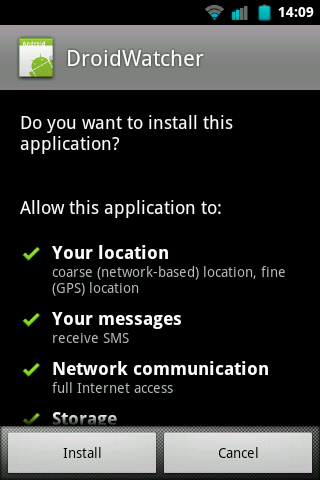 14:09
DroidWatcher
Do you want to install this
application?
Allow this application to:
Your location
coarse (network-based) location, fine
(GPS) location
Your messages
receive SMS
Network communication
full Internet access
Storage
Install
Cancel